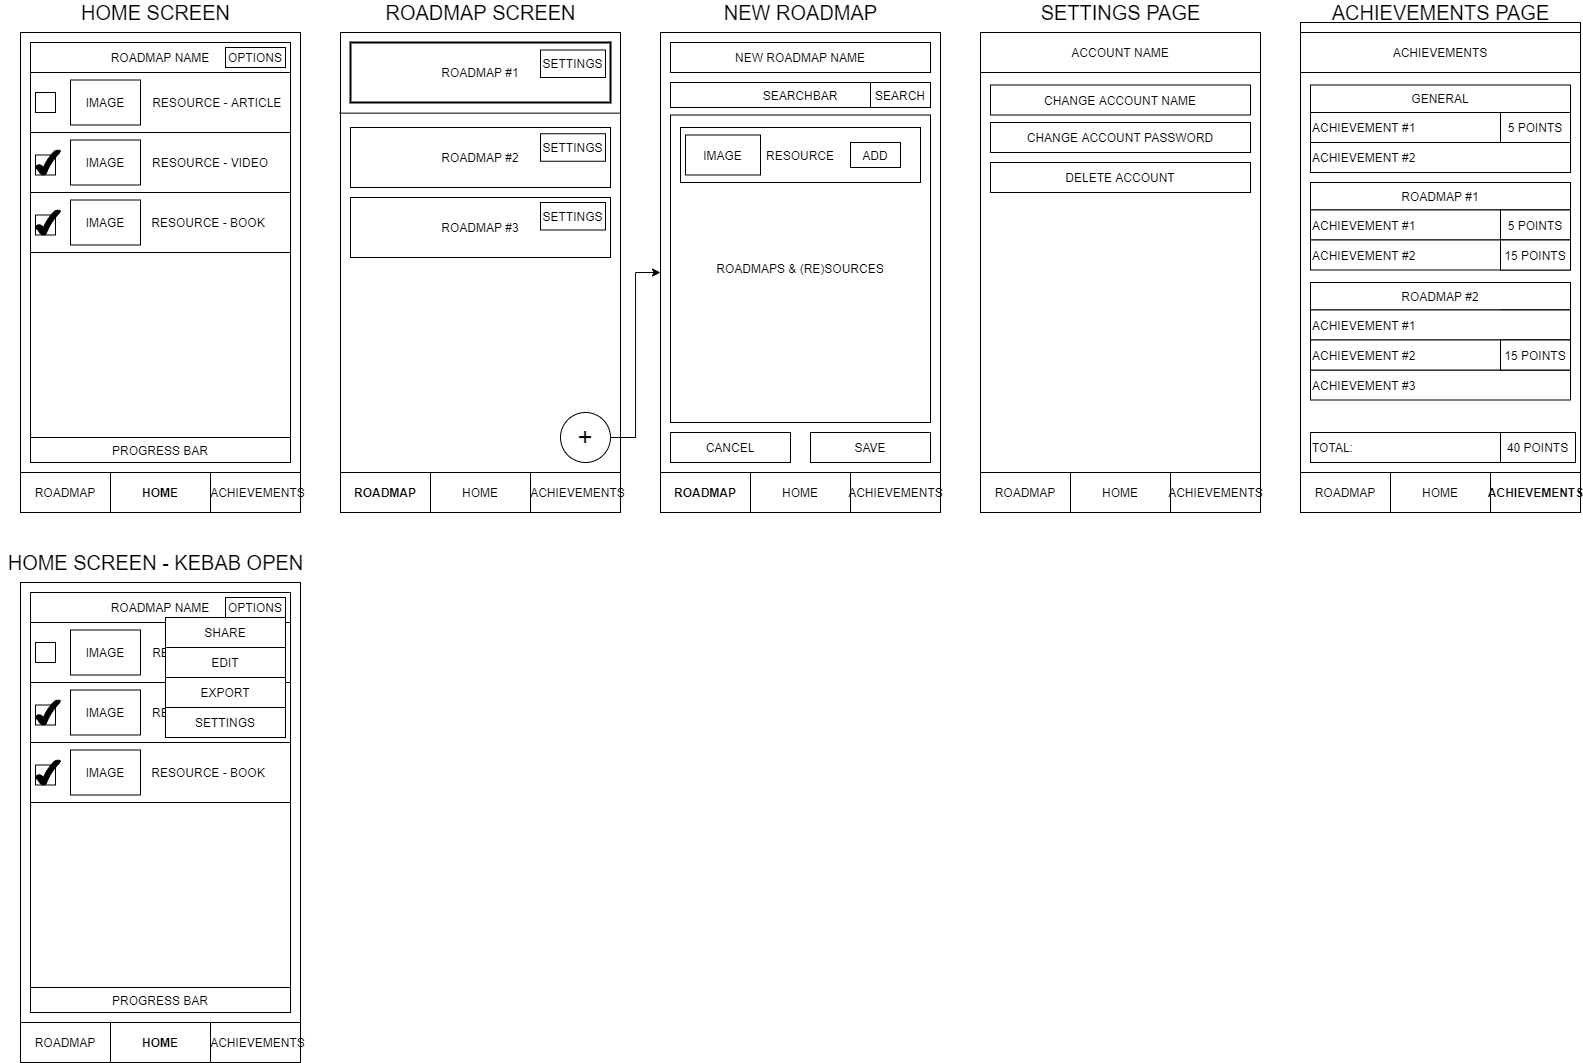 HOME SCREEN
ROADMAP NAME OPTIONS
IMAGE RESOURCE - ARTICLE
IMAGE RESOURCE - VIDEO
IMAGE RESOURCE - BOOK
PROGRESS BAR
ROADMAP HOME ACHIEVEMENTS
ROADMAP SCREEN
ROADMAP #1 SETTINGS
ROADMAP #2 SETTINGS
ROADMAP #3 SETTINGS
+
ROADMAP HOME ACHIEVEMENTS
NEW ROADMAP
NEW ROADMAP NAME
SEARCHBAR SEARCH
IMAGE RESOURCE ADD
ROADMAPS & (RE)SOURCES
CANCEL SAVE
ROADMAP HOME ACHIEVEMENTS
SETTINGS PAGE
ACCOUNT NAME
CHANGE ACCOUNT NAME
CHANGE ACCOUNT PASSWORD
DELETE ACCOUNT
ROADMAP HOME ACHIEVEMENTS
ACHIEVEMENTS PAGE
ACHIEVEMENTS
GENERAL
ACHIEVEMENT #1 5 POINTS
ACHIEVEMENT #2
ROADMAP #1
ACHIEVEMENT #1 5 POINTS
ACHIEVEMENT #2 15 POINTS
ROADMAP #2
ACHIEVEMENT #1
ACHIEVEMENT #2 15 POINTS
ACHIEVEMENT #3
TOTAL: 40 POINTS
ROADMAP HOME ACHIEVEMENTS
HOME SCREEN - KEBAB OPEN
ROADMAP NAME OPTIONS
SHARE
IMAGE RE
EDIT
EXPORT
IMAGE RE
SETTINGS
IMAGE RESOURCE - BOOK
PROGRESS BAR
ROADMAP HOME ACHIEVEMENTS